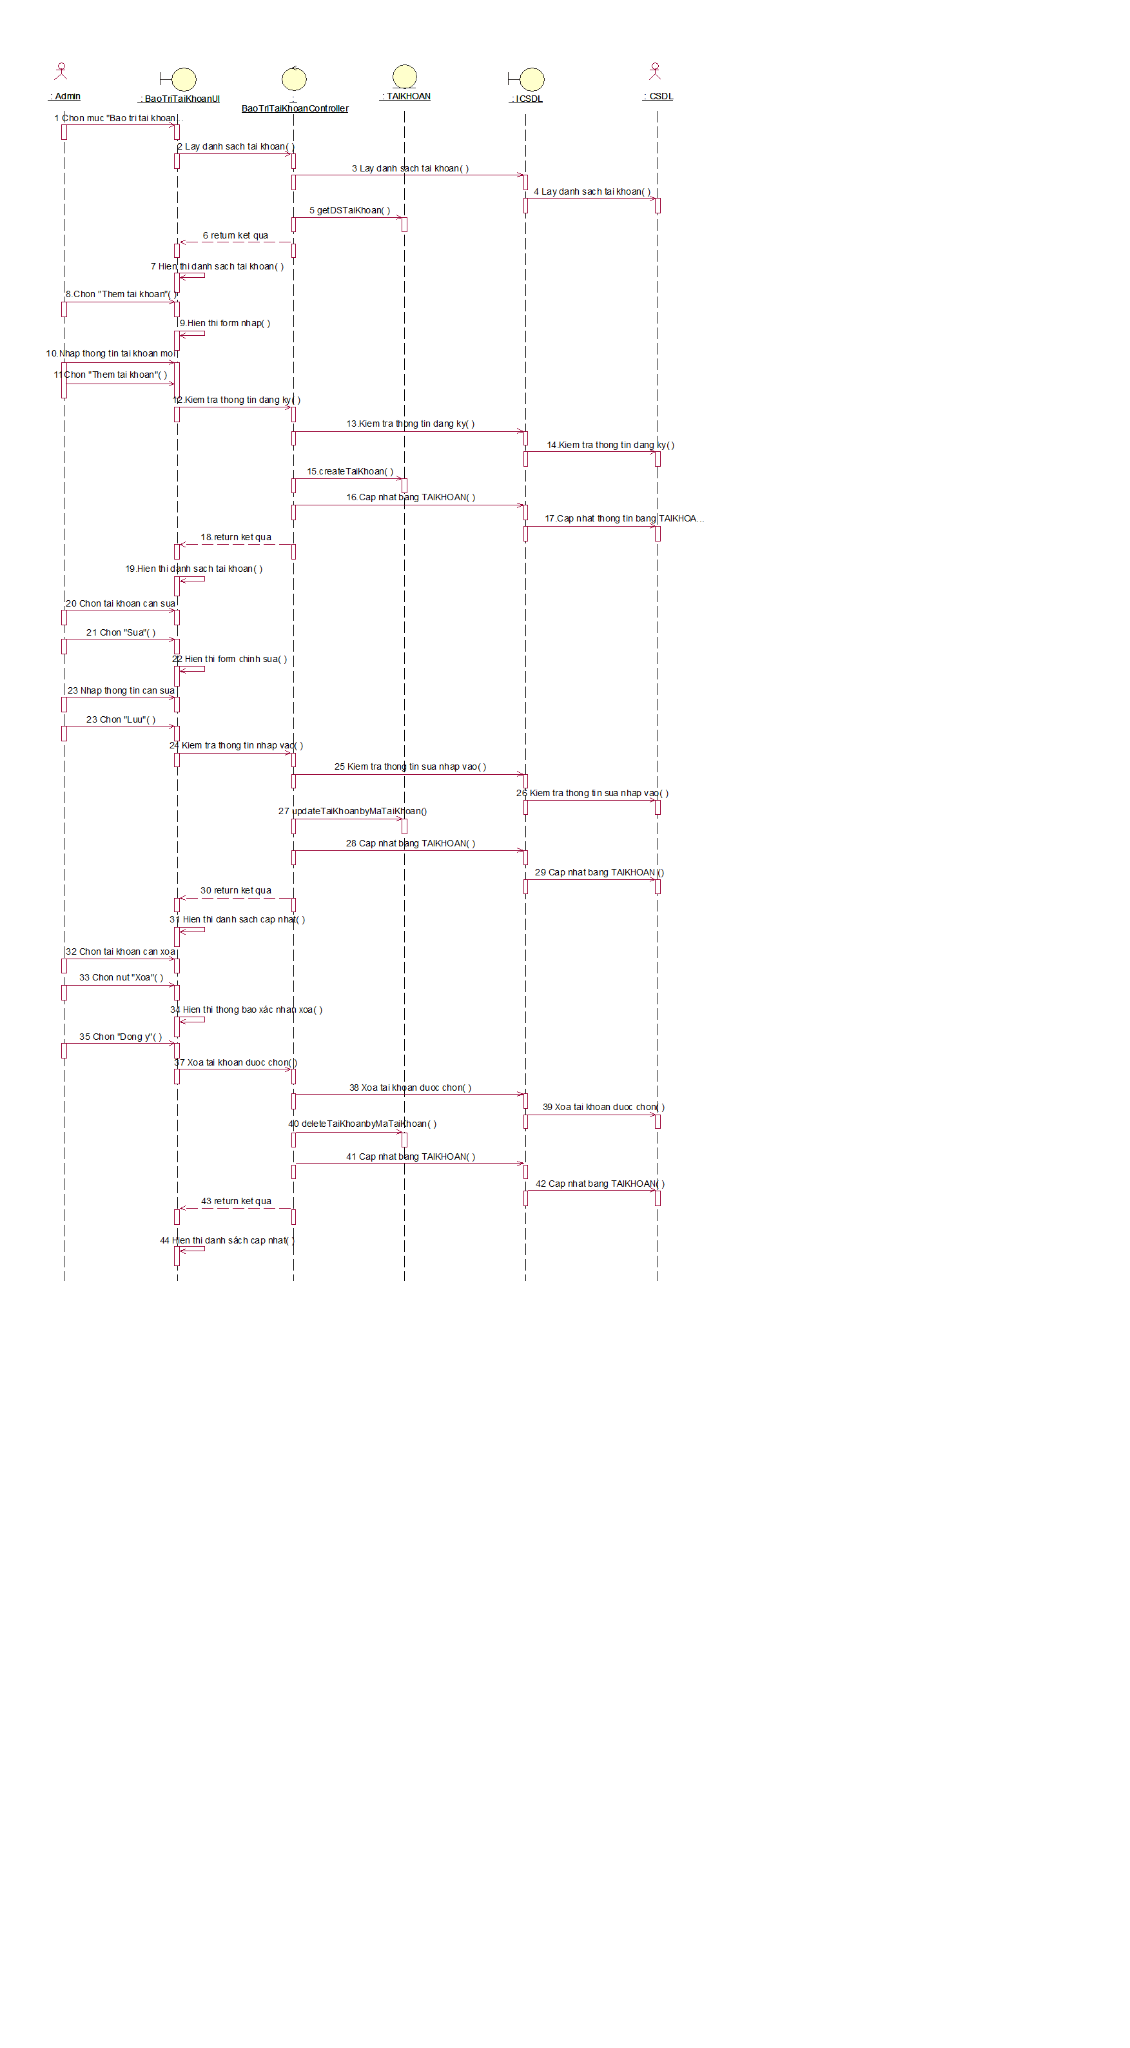 : Admin
: BaoTriTaiKhoanUI
:
BaoTriTaiKhoanController
: TAIKHOAN
: ICSDL
: CSDL
1 Chon muc "Bao tri tai khoan...
2 Lay danh sach tai khoan( )
3 Lay danh sach tai khoan( )
4 Lay danh sach tai khoan( )
5 getDSTaiKhoan( )
6 return ket qua
7 Hien thi danh sach tai khoan( )
8.Chon "Them tai khoan"( )
9.Hien thi form nhap( )
10.Nhap thong tin tai khoan moi
11Chon "Them tai khoan"( )
12.Kiem tra thong tin dang ky( )
13.Kiem tra thong tin dang ky( )
14.Kiem tra thong tin dang ky( )
15.createTaiKhoan( )
16.Cap nhat bang TAIKHOAN( )
17.Cap nhat thong tin bang TAIKHOA...
18.return ket qua
19.Hien thi danh sach tai khoan( )
20 Chon tai khoan can sua
21 Chon "Sua"( )
22 Hien thi form chinh sua( )
23 Nhap thong tin can sua
23 Chon "Luu"( )
24 Kiem tra thong tin nhap vao( )
25 Kiem tra thong tin sua nhap vao( )
26 Kiem tra thong tin sua nhap vao( )
27 updateTaiKhoanbyMaTaiKhoan()
28 Cap nhat bang TAIKHOAN( )
29 Cap nhat bang TAIKHOAN ()
30 return ket qua
31 Hien thi danh sach cap nhat( )
32 Chon tai khoan can xoa
33 Chon nut "Xoa"( )
34 Hien thi thong bao xác nhan xoa( )
35 Chon "Dong y"( )
37 Xoa tai khoan duoc chon( )
38 Xoa tai khoan duoc chon( )
39 Xoa tai khoan duoc chon( )
40 deleteTaiKhoanbyMaTaiKhoan( )
41 Cap nhat bang TAIKHOAN( )
42 Cap nhat bang TAIKHOAN( )
43 return ket qua
44 Hien thi danh sách cap nhat( )